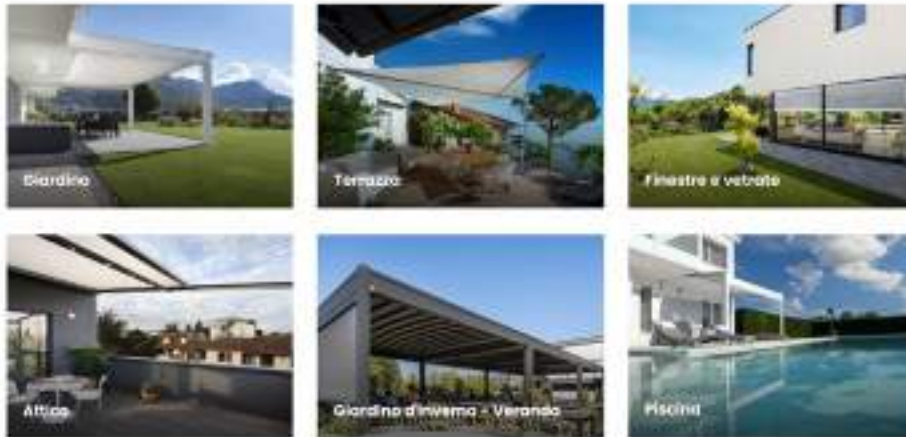 Giardino
Terrazzo
Finestre e vetrate
Attico
Giardino d'inverno - Veranda
Piscina